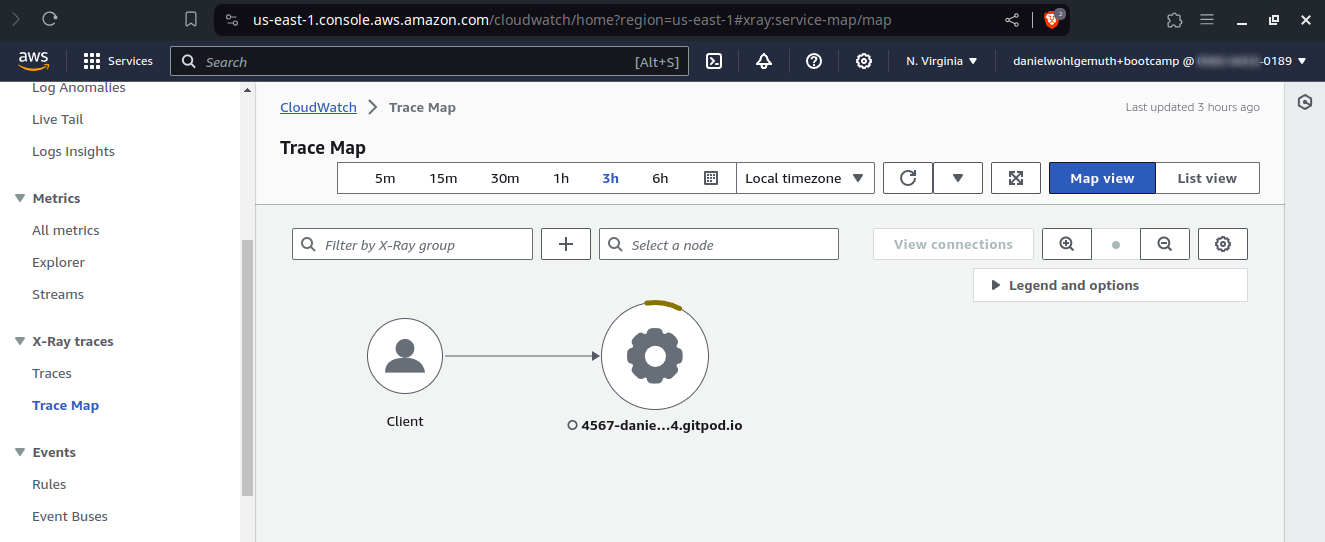 us-east-1.console.aws.amazon.com/cloudwatch/home?region=us-east-1#xray:service-map/map
2
aws
Services
Search
[Alt+S]
N. Virginia
danielwohlgemuth+bootcamp @
-0189
Log Anomalies
Live Tail
Logs Insights
Metrics
All metrics
Explorer
Streams
X-Ray traces
Traces
Trace Map
Events
Rules
Event Buses
CloudWatch
Trace Map
Last updated 3 hours ago
Trace Map
5m
15m
30m
1h
3h
6h
Local timezone
Map view
List view
Filter by X-Ray group
Select a node
View connections
Legend and options
Client
4567-danie...4.gitpod.io